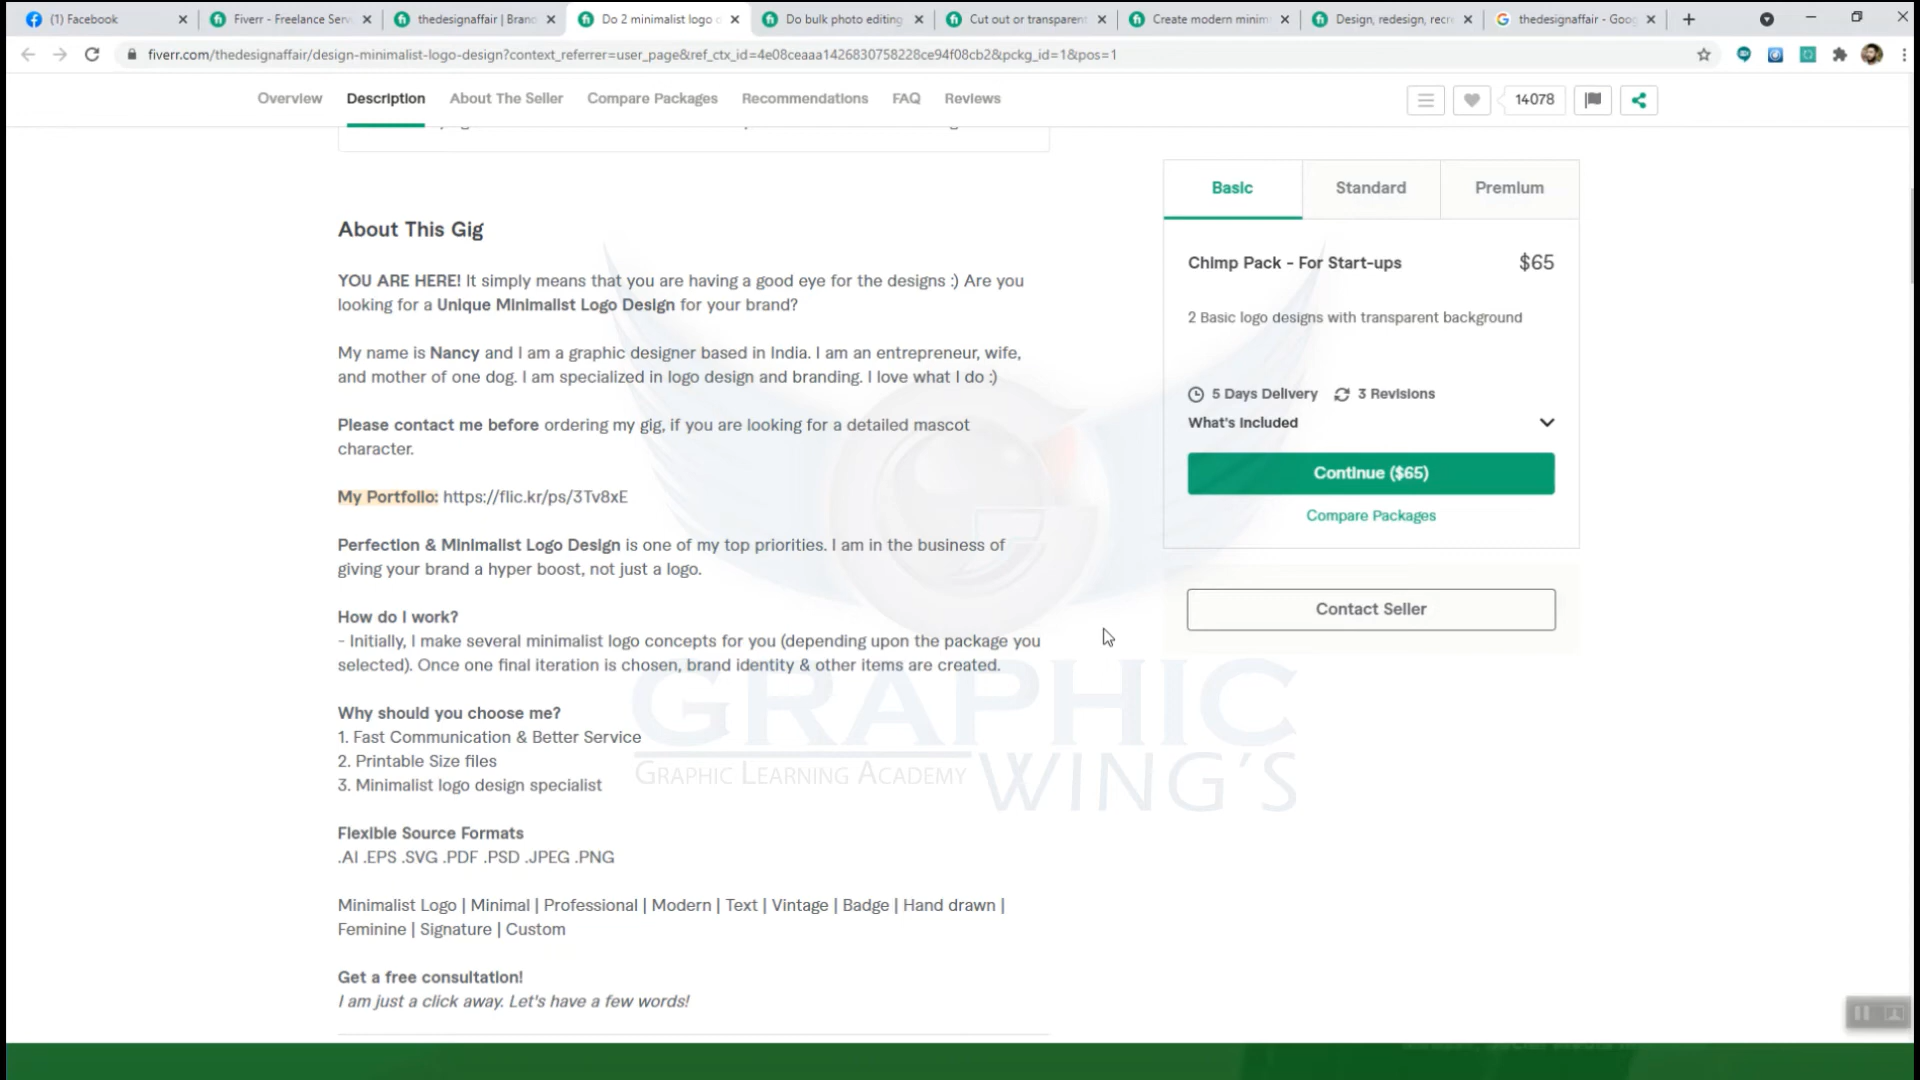 (1) Facebook
Fiverr - Freelance Serv
thedesignaffair | Brand
Do 2 minimalist logo d
Do bulk photo editing
Cut out or transparent
Create modern minim
Design, redesign, recre
thedesignaffair - Goog
fiverr.com/thedesignaffair/design-minimalist-logo-design?context_referrer=user_page&ref_ctx_id=4e08ceaaa1426830758228ce94f08cb2&pckg_id=1&pos=1
Overview
Description
About The Seller
Compare Packages
Recommendations
FAQ
Reviews
14078
About This Gig
YOU ARE HERE! It simply means that you are having a good eye for the designs :) Are you
looking for a Unique Minimalist Logo Design for your brand?
My name is Nancy and I am a graphic designer based in India. I am an entrepreneur, wife,
and mother of one dog. I am specialized in logo design and branding. I love what I do :)
Please contact me before ordering my gig, if you are looking for a detailed mascot
character.
My Portfolio: https://flic.kr/ps/3Tv8xE
Perfection & Minimalist Logo Design is one of my top priorities. I am in the business of
giving your brand a hyper boost, not just a logo.
How do I work?
- Initially, I make several minimalist logo concepts for you (depending upon the package you
selected). Once one final iteration is chosen, brand identity & other items are created.
Why should you choose me?
1. Fast Communication & Better Service
2. Printable Size files
3. Minimalist logo design specialist
Flexible Source Formats
.AI .EPS .SVG .PDF .PSD .JPEG .PNG
Minimalist Logo | Minimal | Professional | Modern | Text | Vintage | Badge | Hand drawn |
Feminine | Signature | Custom
Get a free consultation!
I am just a click away. Let's have a few words!
Basic
Standard
Premium
Chimp Pack - For Start-ups
$65
2 Basic logo designs with transparent background
5 Days Delivery
3 Revisions
What's Included
Continue ($65)
Compare Packages
Contact Seller
GRAPHIC
GRAPHIC LEARNING ACADEMY
WING'S